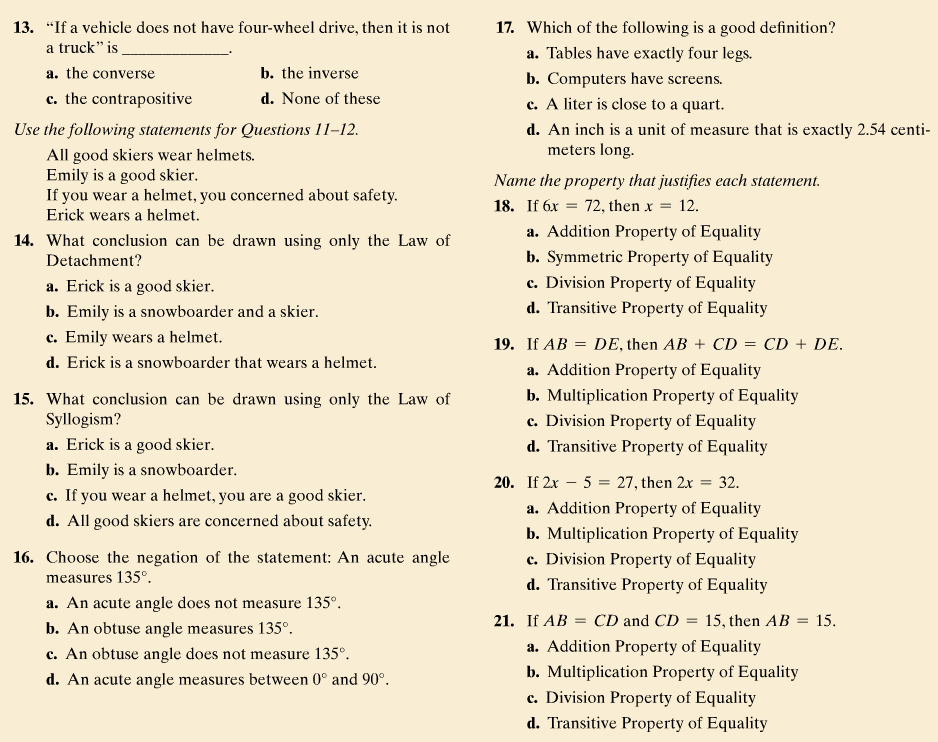 13. “If a vehicle does not have four-wheel drive, then it is not
a truck” is _____________.
a. the converse b. the inverse
c. the contrapositive d. None of these
Use the following statements for Questions 11–12.
All good skiers wear helmets.
Emily is a good skier.
If you wear a helmet, you concerned about safety.
Erick wears a helmet.
14. What conclusion can be drawn using only the Law of
Detachment?
a. Erick is a good skier.
b. Emily is a snowboarder and a skier.
c. Emily wears a helmet.
d. Erick is a snowboarder that wears a helmet.
15. What conclusion can be drawn using only the Law of
Syllogism?
a. Erick is a good skier.
b. Emily is a snowboarder.
c. If you wear a helmet, you are a good skier.
d. All good skiers are concerned about safety.
16. Choose the negation of the statement: An acute angle
measures 135°.
a. An acute angle does not measure 135°.
b. An obtuse angle measures 135°.
c. An obtuse angle does not measure 135°.
d. An acute angle measures between 0° and 90°.
17. Which of the following is a good definition?
a. Tables have exactly four legs.
b. Computers have screens.
c. A liter is close to a quart.
d. An inch is a unit of measure that is exactly 2.54 centi-
meters long.
Name the property that justifies each statement.
18. If 6x = 72, then x = 12.
a. Addition Property of Equality
b. Symmetric Property of Equality
c. Division Property of Equality
d. Transitive Property of Equality
19. If AB = DE, then AB + CD = CD + DE.
a. Addition Property of Equality
b. Multiplication Property of Equality
c. Division Property of Equality
d. Transitive Property of Equality
20. If 2x − 5 = 27, then 2x = 32.
a. Addition Property of Equality
b. Multiplication Property of Equality
c. Division Property of Equality
d. Transitive Property of Equality
21. If AB = CD and CD = 15, then AB = 15.
a. Addition Property of Equality
b. Multiplication Property of Equality
c. Division Property of Equality
d. Transitive Property of Equality